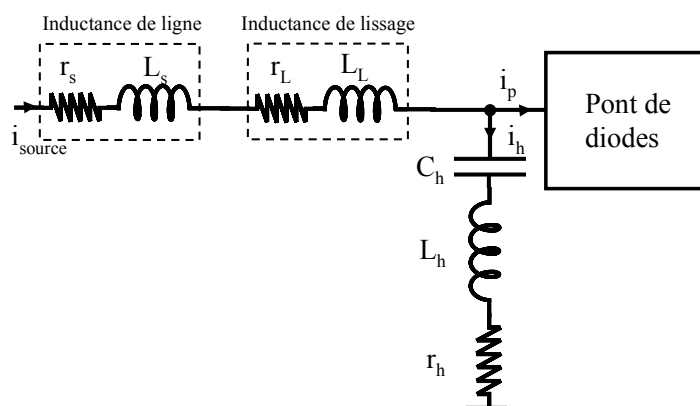 Inductance de ligne
Inductance de lissage
r_s
L_s
r_L
L_L
i_p
Pont de
diodes
i_source
i_h
C_h
L_h
r_h